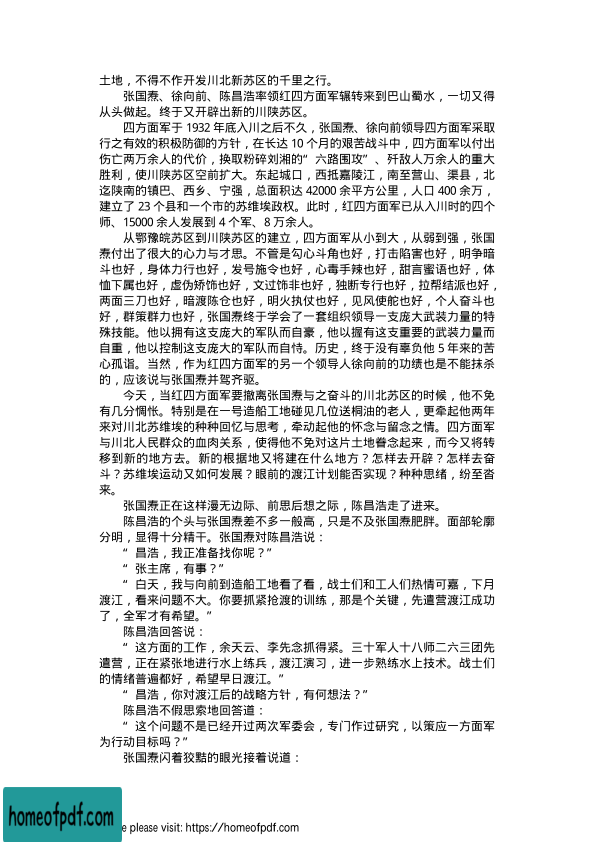 土地，不得不作开发川北新苏区的千里之行。
张国焘、徐向前、陈昌浩率领红四方面军辗转来到巴山蜀水，一切又得
从头做起。终于又开辟出新的川陕苏区。
四方面军于 1932 年底入川之后不久，张国焘、徐向前领导四方面军采取
行之有效的积极防御的方针，在长达 10 个月的艰苦战斗中，四方面军以付出
伤亡两万余人的代价，换取粉碎刘湘的“六路围攻”、歼敌人万余人的重大
胜利，使川陕苏区空前扩大。东起城口，西抵嘉陵江，南至营山、渠县，北
迄陕南的镇巴、西乡、宁强，总面积达 42000 余平方公里，人口 400 余万，
建立了 23 个县和一个市的苏维埃政权。此时，红四方面军已从入川时的四个
师、15000 余人发展到 4 个军、8 万余人。
从鄂豫皖苏区到川陕苏区的建立，四方面军从小到大，从弱到强，张国
焘付出了很大的心力与才思。不管是勾心斗角也好，打击陷害也好，明争暗
斗也好，身体力行也好，发号施令也好，心毒手辣也好，甜言蜜语也好，体
恤下属也好，虚伪矫饰也好，文过饰非也好，独断专行也好，拉帮结派也好，
两面三刀也好，暗渡陈仓也好，明火执仗也好，见风使舵也好，个人奋斗也
好，群策群力也好，张国焘终于学会了一套组织领导一支庞大武装力量的特
殊技能。他以拥有这支庞大的军队而自豪，他以握有这支重要的武装力量而
自重，他以控制这支庞大的军队而自恃。历史，终于没有辜负他 5 年来的苦
心孤诣。当然，作为红四方面军的另一个领导人徐向前的功绩也是不能抹杀
的，应该说与张国焘并驾齐驱。
今天，当红四方面军要撤离张国焘与之奋斗的川北苏区的时候，他不免
有几分惆怅。特别是在一号造船工地碰见几位送桐油的老人，更牵起他两年
来对川北苏维埃的种种回忆与思考，牵动起他的怀念与留念之情。四方面军
与川北人民群众的血肉关系，使得他不免对这片土地眷念起来，而今又将转
移到新的地方去。新的根据地又将建在什么地方？怎样去开辟？怎样去奋
斗？苏维埃运动又如何发展？眼前的渡江计划能否实现？种种思绪，纷至沓
来。
张国焘正在这样漫无边际、前思后想之际，陈昌浩走了进来。
陈昌浩的个头与张国焘差不多一般高，只是不及张国焘肥胖。面部轮廓
分明，显得十分精干。张国焘对陈昌浩说：
“昌浩，我正准备找你呢？”
“张主席，有事？”
“白天，我与向前到造船工地看了看，战士们和工人们热情可嘉，下月
渡江，看来问题不大。你要抓紧抢渡的训练，那是个关键，先遣营渡江成功
了，全军才有希望。”
陈昌浩回答说：
“这方面的工作，余天云、李先念抓得紧。三十军八十八师二六三团先
遣营，正在紧张地进行水上练兵，渡江演习，进一步熟练水上技术。战士们
的情绪普遍都好，希望早日渡江。”
“昌浩，你对渡江后的战略方针，有何想法？”
陈昌浩不假思索地回答道：
“这个问题不是已经开过两次军委会，专门作过研究，以策应一方面军
为行动目标吗？”
张国焘闪着狡黠的眼光接着说道：
homeofpdf.com
e please visit: https://homeofpdf.com